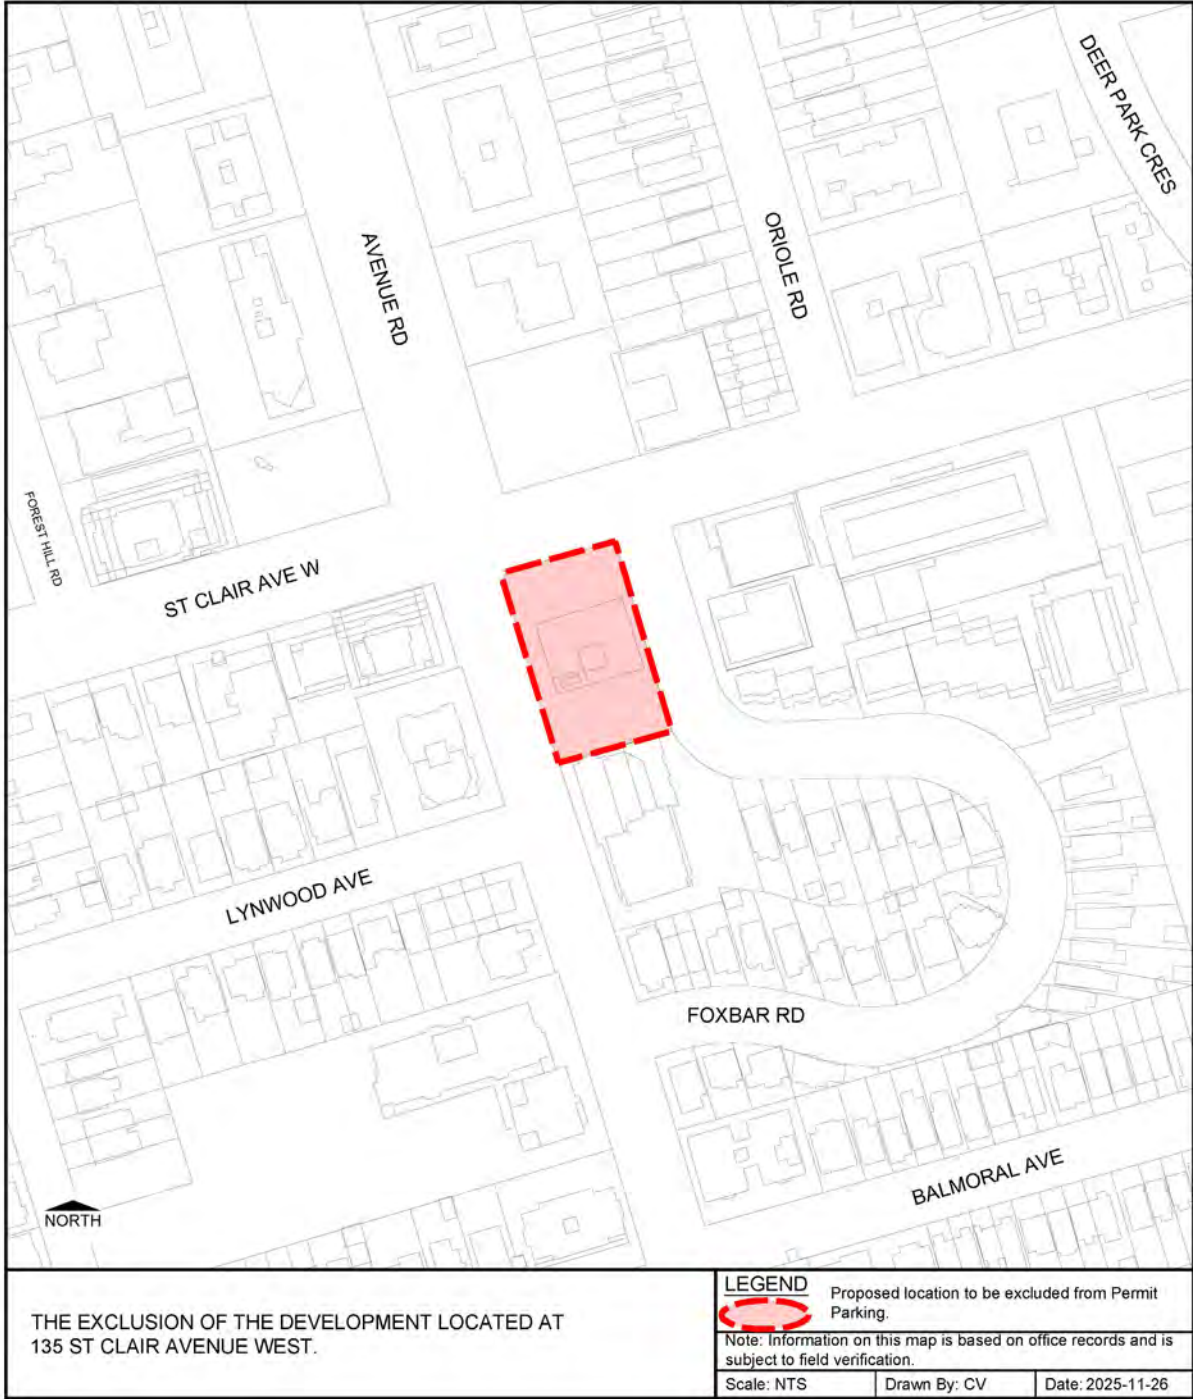 DEER PARK CRES
ORIOLE RD
AVENUE RD
FOREST HILL RD
ST CLAIR AVE W
LYNWOOD AVE
FOXBAR RD
BALMORAL AVE
NORTH
THE EXCLUSION OF THE DEVELOPMENT LOCATED AT
135 ST CLAIR AVENUE WEST.
LEGEND
Proposed location to be excluded from Permit
Parking.
Note: Information on this map is based on office records and is
subject to field verification.
Scale: NTS
Drawn By: CV
Date: 2025-11-26